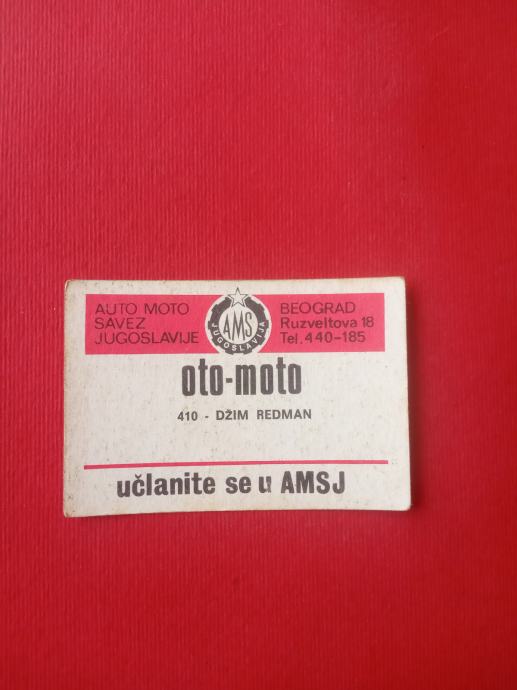 AUTO MOTO
SAVEZ
JUGOSLAVIJE
AMS
JUGOSLAVIJA
BEOGRAD
Ruzveltova 18
Tel. 440-185
oto-moto
410 - DŽIM REDMAN
učlanite se u AMSJ